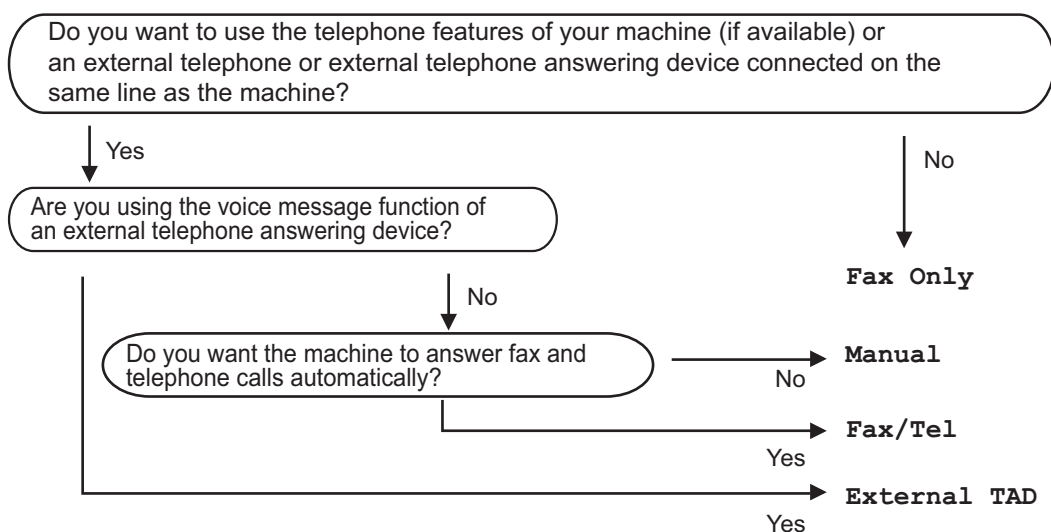 Do you want to use the telephone features of your machine (if available) or
an external telephone or external telephone answering device connected on the
same line as the machine?
Yes
No
Are you using the voice message function of
an external telephone answering device?
Fax Only
No
Do you want the machine to answer fax and
telephone calls automatically?
Manual
No
Fax/Tel
Yes
External TAD
Yes